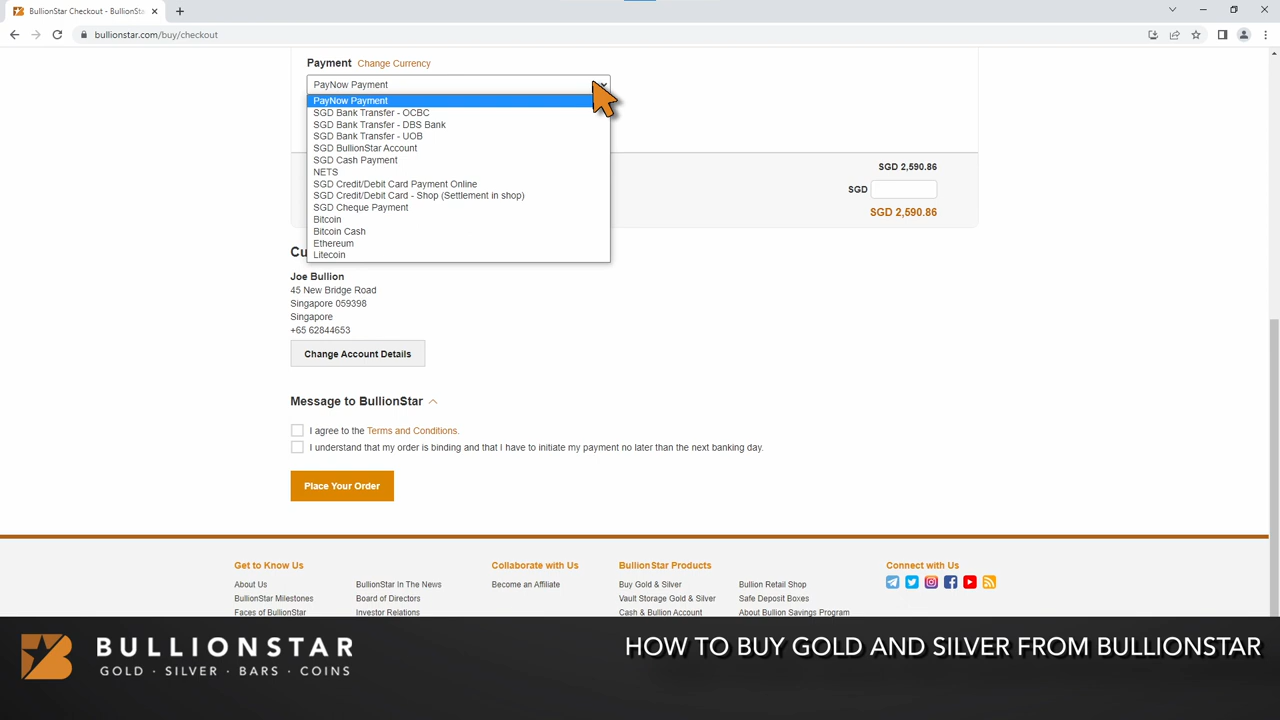 BullionStar Checkout - BullionSta
bullionstar.com/buy/checkout
Payment Change Currency
PayNow Payment
PayNow Payment
SGD Bank Transfer - OCBC
SGD Bank Transfer - DBS Bank
SGD Bank Transfer - UOB
SGD BullionStar Account
SGD Cash Payment
NETS
SGD Credit/Debit Card Payment Online
SGD Credit/Debit Card - Shop (Settlement in shop)
SGD Cheque Payment
Bitcoin
Bitcoin Cash
Ethereum
Litecoin
SGD 2,590.86
SGD
SGD 2,590.86
Cu
Joe Bullion
45 New Bridge Road
Singapore 059398
Singapore
+65 62844653
Change Account Details
Message to BullionStar
I agree to the Terms and Conditions.
I understand that my order is binding and that I have to initiate my payment no later than the next banking day.
Place Your Order
Get to Know Us
About Us
BullionStar Milestones
Faces of BullionStar
BullionStar In The News
Board of Directors
Investor Relations
Collaborate with Us
Become an Affiliate
BullionStar Products
Buy Gold & Silver
Vault Storage Gold & Silver
Cash & Bullion Account
Bullion Retail Shop
Safe Deposit Boxes
About Bullion Savings Program
Connect with Us
BULLIONSTAR
GOLD · SILVER · BARS · COINS
HOW TO BUY GOLD AND SILVER FROM BULLIONSTAR